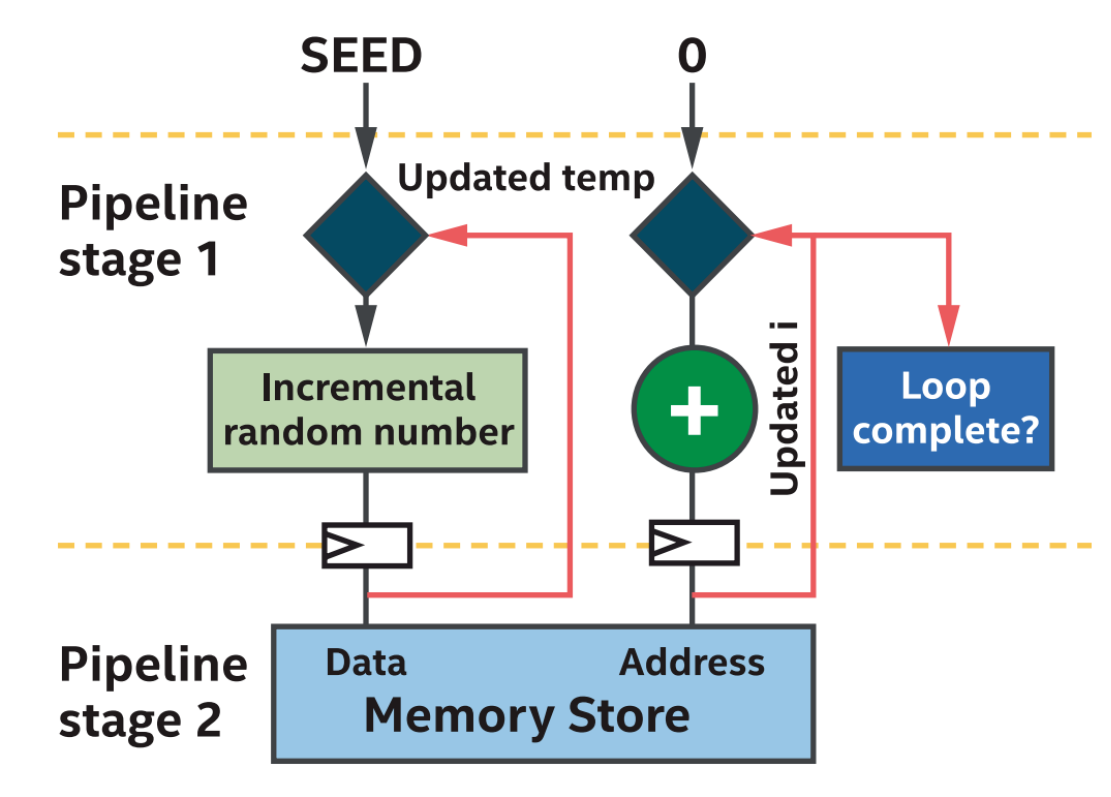 SEED
0
Updated temp
Pipeline
stage 1
Incremental
random number
+
Updated i
Loop
complete?
Pipeline
stage 2
Data
Address
Memory Store